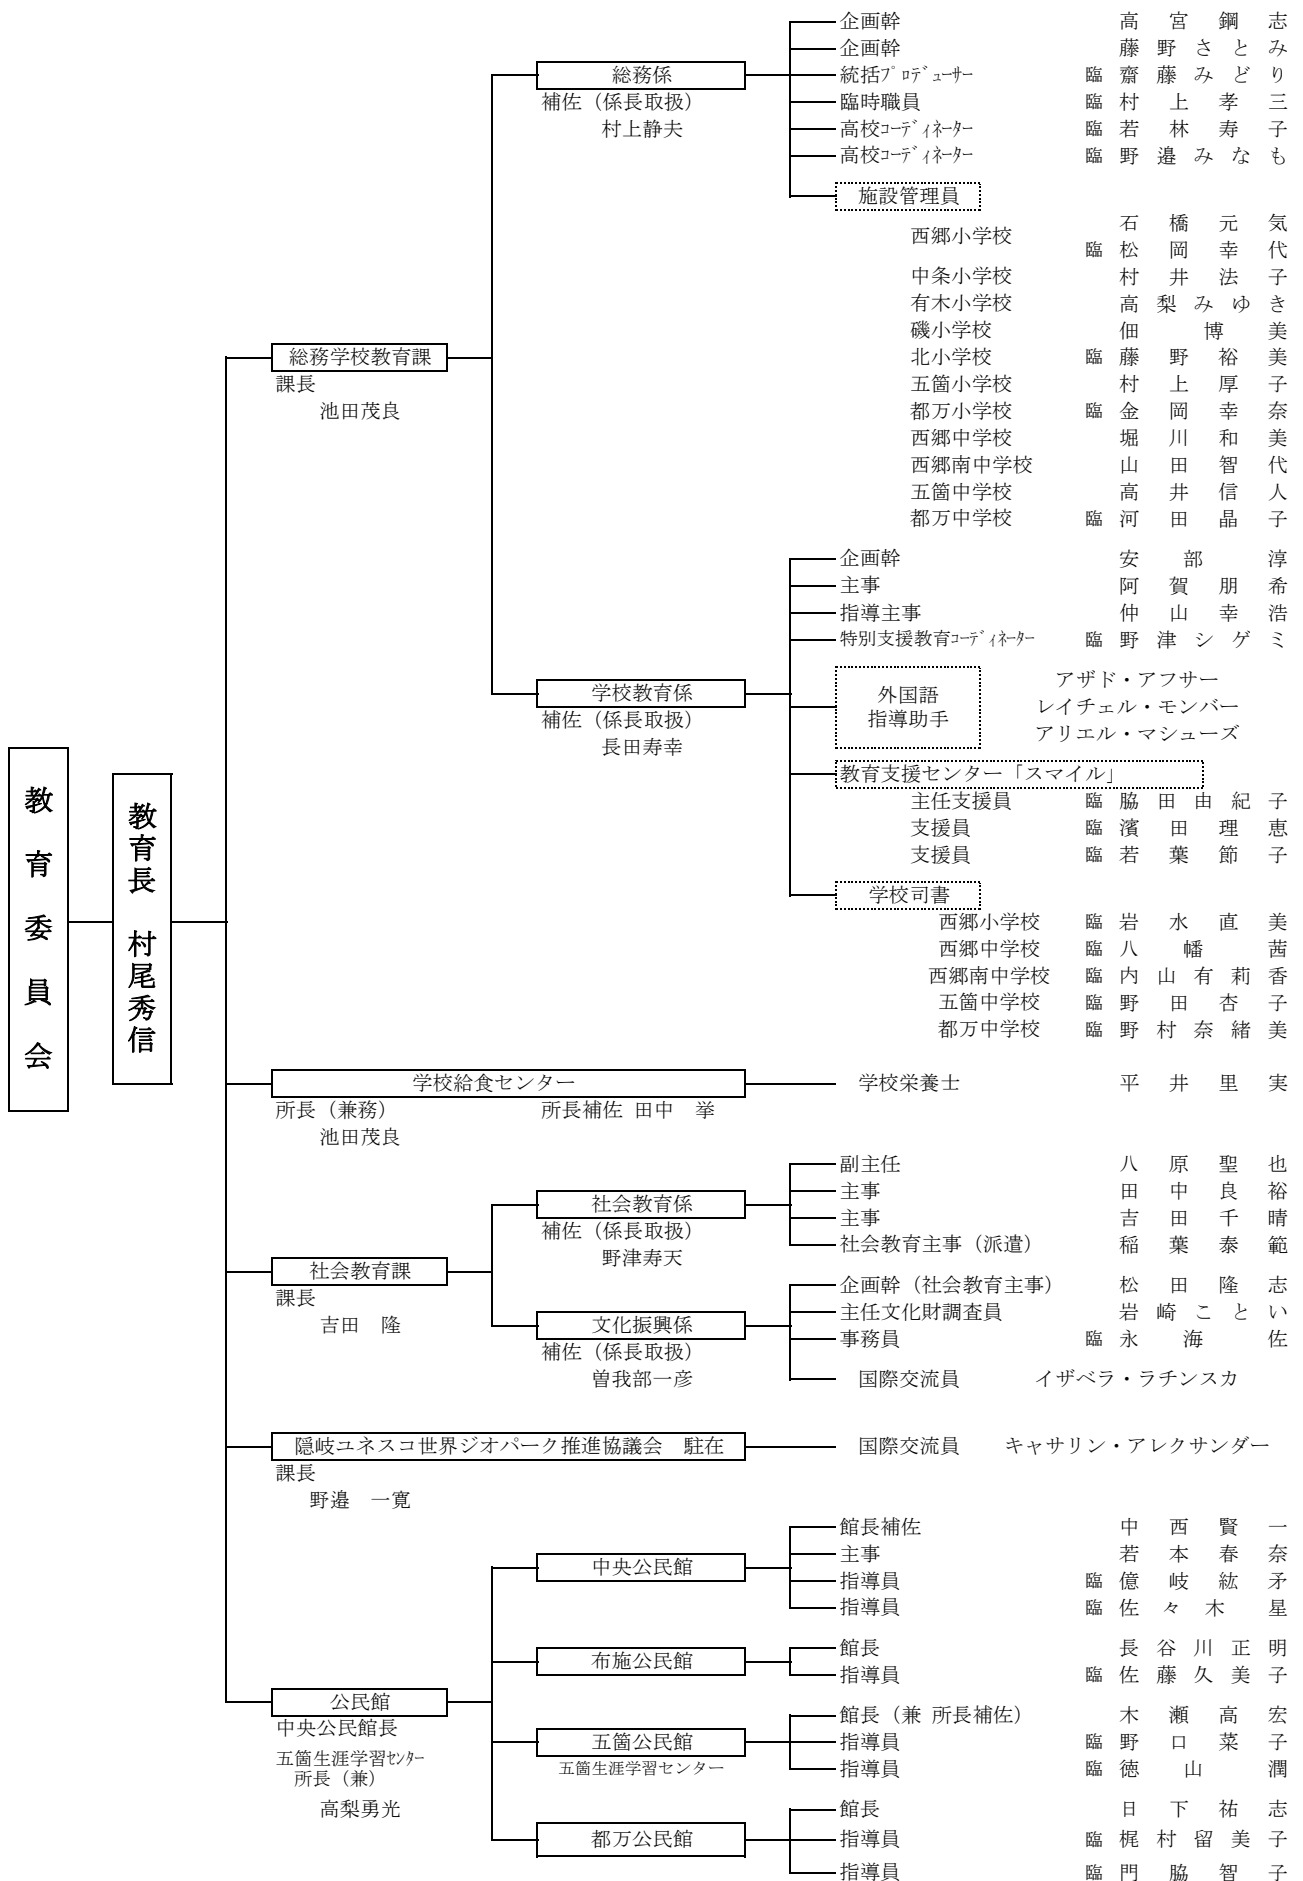 教育委員会
教育長　村尾秀信
総務学校教育課
課長
池田茂良
総務係
補佐（係長取扱）
村上静夫
企画幹　高宮鋼志
企画幹　藤野さとみ
統括プロデューサー　臨 齋藤みどり
臨時職員　臨 村上孝三
高校コーディネーター　臨 若林寿子
高校コーディネーター　臨 野邉みなも
施設管理員
西郷小学校　石橋元気
臨 松岡幸代
中条小学校　村井法子
有木小学校　高梨みゆき
磯小学校　佃博美
北小学校　臨 藤野裕美
五箇小学校　村上厚子
都万小学校　臨 金岡幸奈
西郷中学校　堀川和美
西郷南中学校　山田智代
五箇中学校　高井信人
都万中学校　臨 河田晶子
学校教育係
補佐（係長取扱）
長田寿幸
企画幹　安部淳
主事　阿賀朋希
指導主事　仲山幸浩
特別支援教育コーディネーター　臨 野津シゲミ
外国語
指導助手
アザド・アフサー
レイチェル・モンバー
アリエル・マシューズ
教育支援センター「スマイル」
主任支援員　臨 脇田由紀子
支援員　臨 濱田理恵
支援員　臨 若葉節子
学校司書
西郷小学校　臨 岩水直美
西郷中学校　臨 八幡茜
西郷南中学校　臨 内山有莉香
五箇中学校　臨 野田杏子
都万中学校　臨 野村奈緒美
学校給食センター
所長（兼務）　所長補佐 田中　挙
池田茂良
学校栄養士　平井里実
社会教育課
課長
吉田　隆
社会教育係
補佐（係長取扱）
野津寿天
副主任　八原聖也
主事　田中良裕
主事　吉田千晴
社会教育主事（派遣）　稲葉泰範
文化振興係
補佐（係長取扱）
曽我部一彦
企画幹（社会教育主事）　松田隆志
主任文化財調査員　岩崎ことい
事務員　臨 永海佐
国際交流員　イザベラ・ラチンスカ
隠岐ユネスコ世界ジオパーク推進協議会　駐在
課長
野邉　一寛
国際交流員　キャサリン・アレクサンダー
公民館
中央公民館長
五箇生涯学習センター
所長（兼）
高梨勇光
中央公民館
館長補佐　中西賢一
主事　若本春奈
指導員　臨 億岐紘矛
指導員　臨 佐々木星
布施公民館
館長　長谷川正明
指導員　臨 佐藤久美子
五箇公民館
五箇生涯学習センター
館長（兼 所長補佐）　木瀬高宏
指導員　臨 野口菜子
指導員　臨 徳山潤
都万公民館
館長　日下祐志
指導員　臨 梶村留美子
指導員　臨 門脇智子